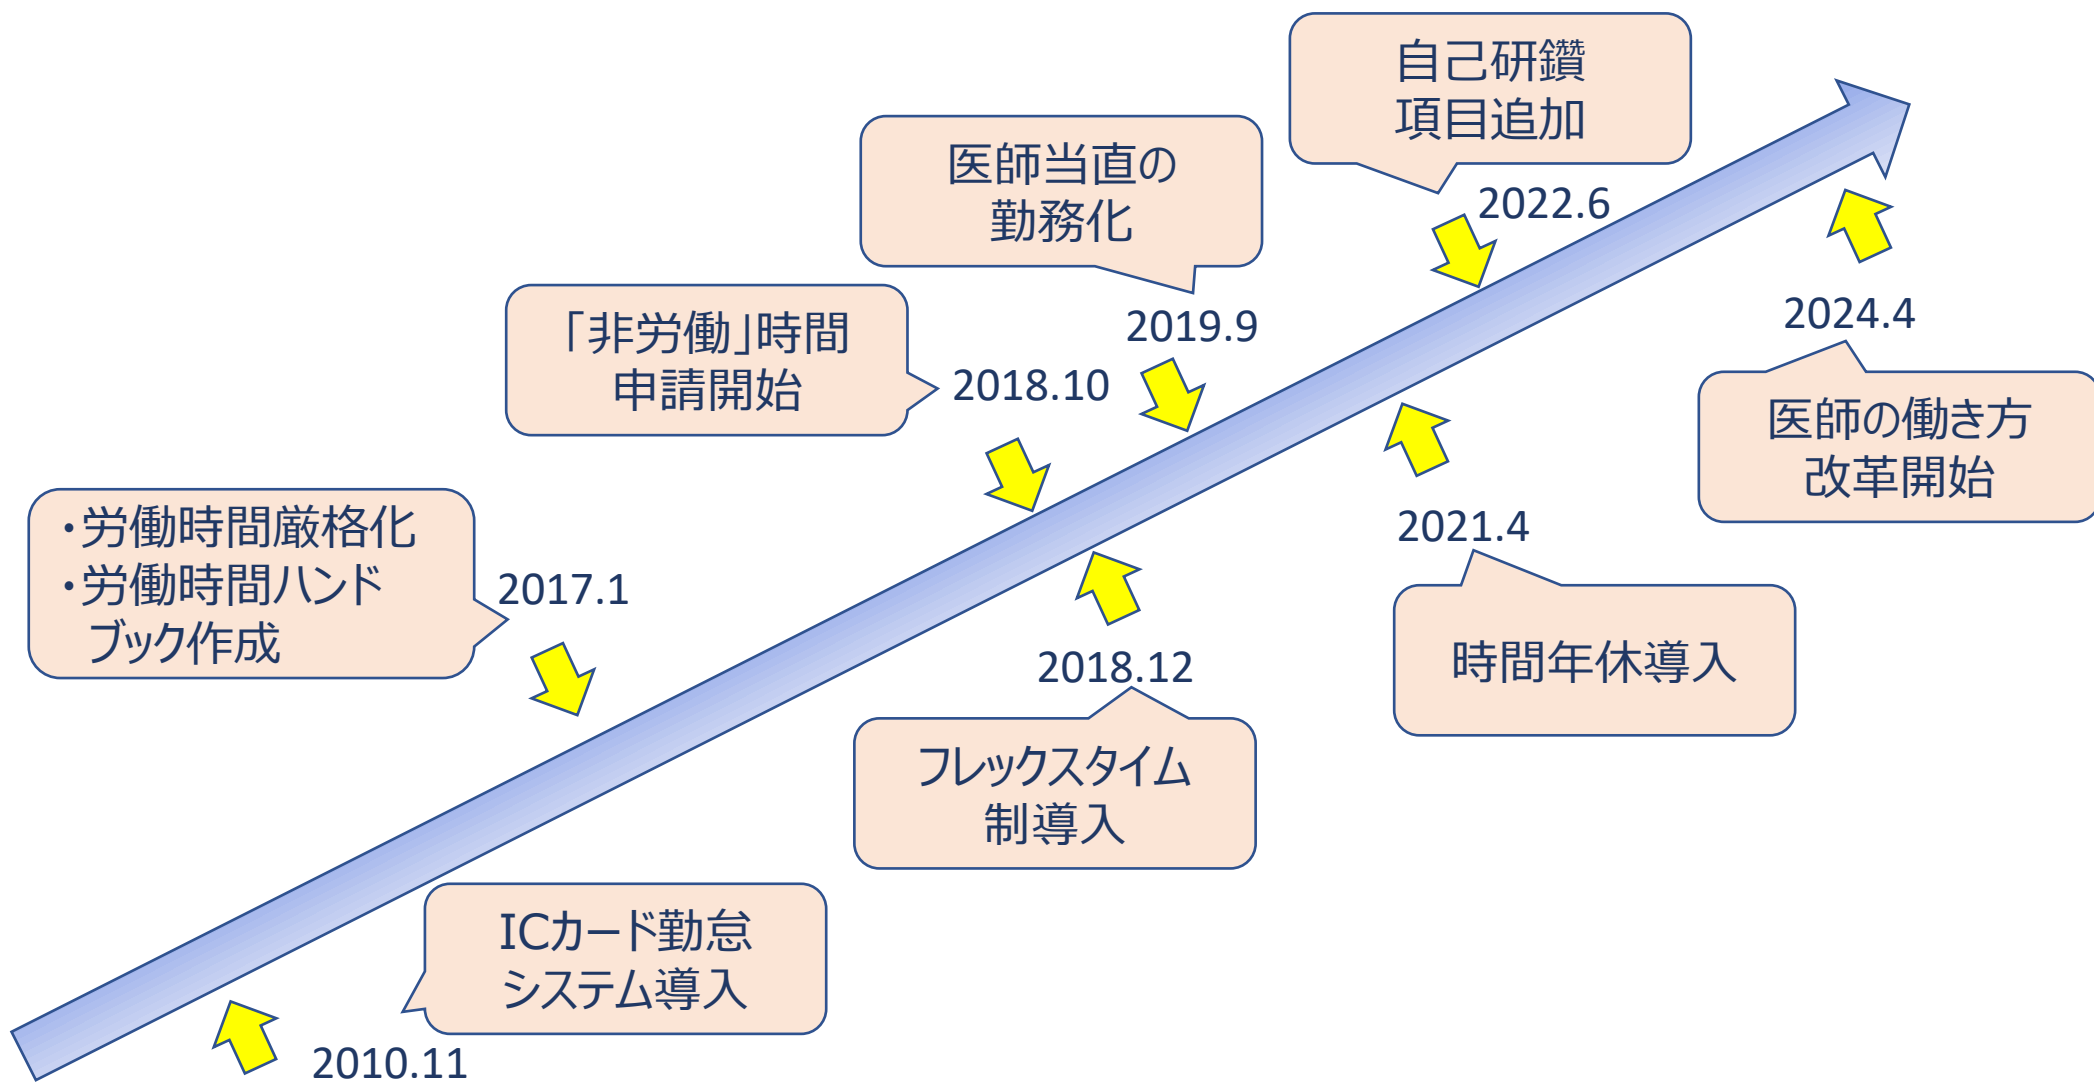 自己研鑽
項目追加
2022.6
医師当直の
勤務化
2019.9
「非労働」時間
申請開始
2018.10
2024.4
医師の働き方
改革開始
・労働時間厳格化
・労働時間ハンド
ブック作成
2017.1
2021.4
時間年休導入
2018.12
フレックスタイム
制導入
ICカード勤怠
システム導入
2010.11